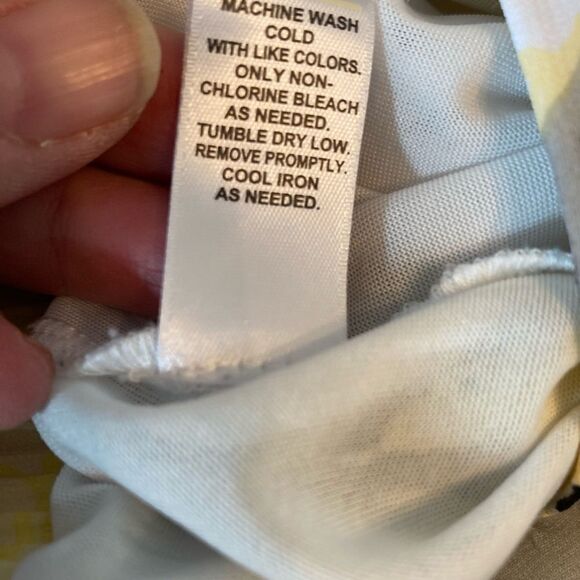 MACHINE WASH
COLD
WITH LIKE COLORS.
ONLY NON-
CHLORINE BLEACH
AS NEEDED.
TUMBLE DRY LOW.
REMOVE PROMPTLY.
COOL IRON
AS NEEDED.